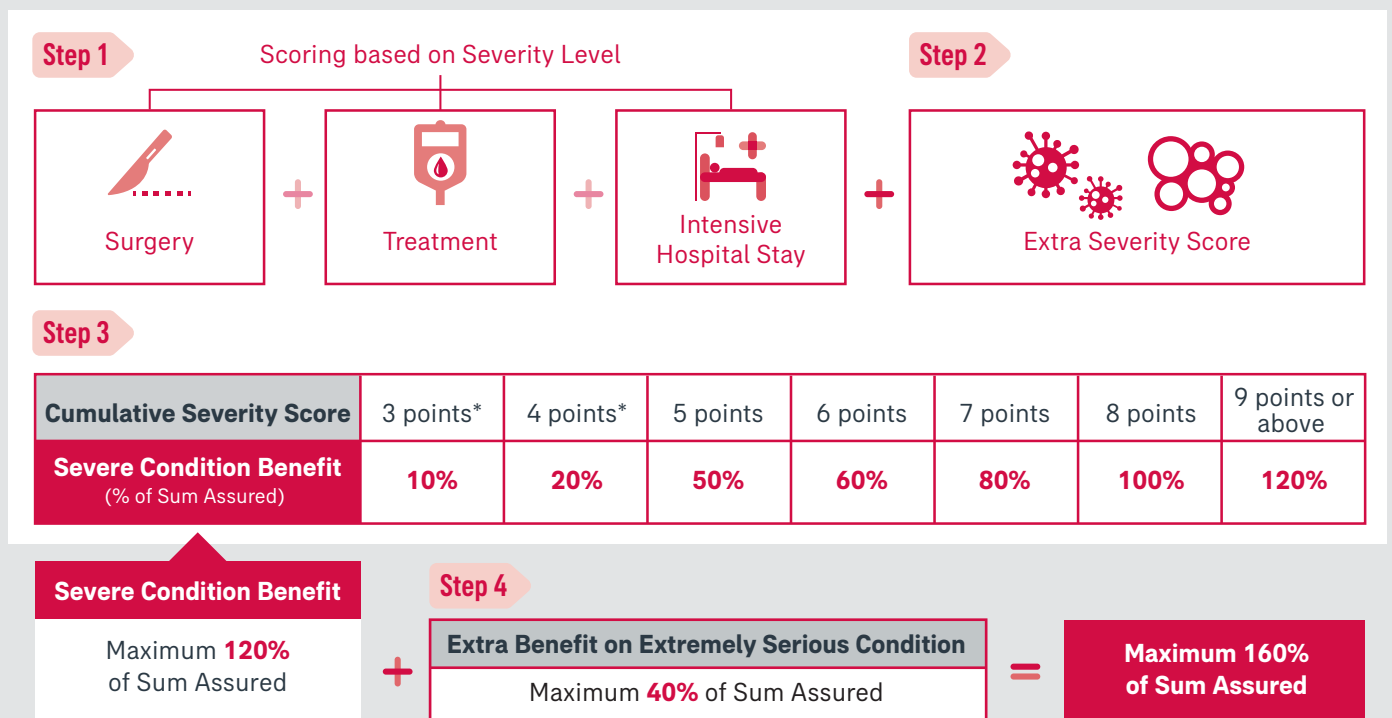 Step 1
Scoring based on Severity Level
Step 2
Surgery
Treatment
Intensive
Hospital Stay
Extra Severity Score
Step 3
Cumulative Severity Score 3 points* 4 points* 5 points 6 points 7 points 8 points 9 points or
above
Severe Condition Benefit
(% of Sum Assured) 10% 20% 50% 60% 80% 100% 120%
Severe Condition Benefit
Maximum 120%
of Sum Assured
Step 4
Extra Benefit on Extremely Serious Condition
Maximum 40% of Sum Assured
Maximum 160%
of Sum Assured